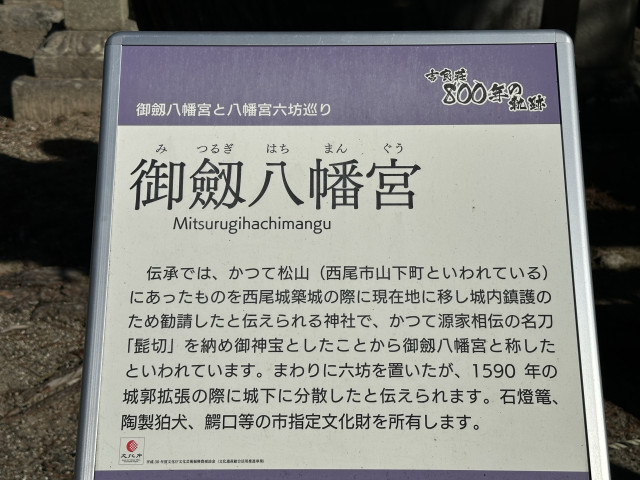 吉良荘
800年の
軌跡
御劔八幡宮と八幡宮六坊巡り
み つるぎ はち まん ぐう
御劔八幡宮
Mitsurugihachimangu
伝承では、かつて松山（西尾市山下町といわれている）
にあったものを西尾城築城の際に現在地に移し城内鎮護の
ため勧請したと伝えられる神社で、かつて源家相伝の名刀
「髭切」を納め御神宝としたことから御劔八幡宮と称した
といわれています。まわりに六坊を置いたが、1590 年の
城郭拡張の際に城下に分散したと伝えられます。石燈篭、
陶製狛犬、鰐口等の市指定文化財を所有します。
文化庁